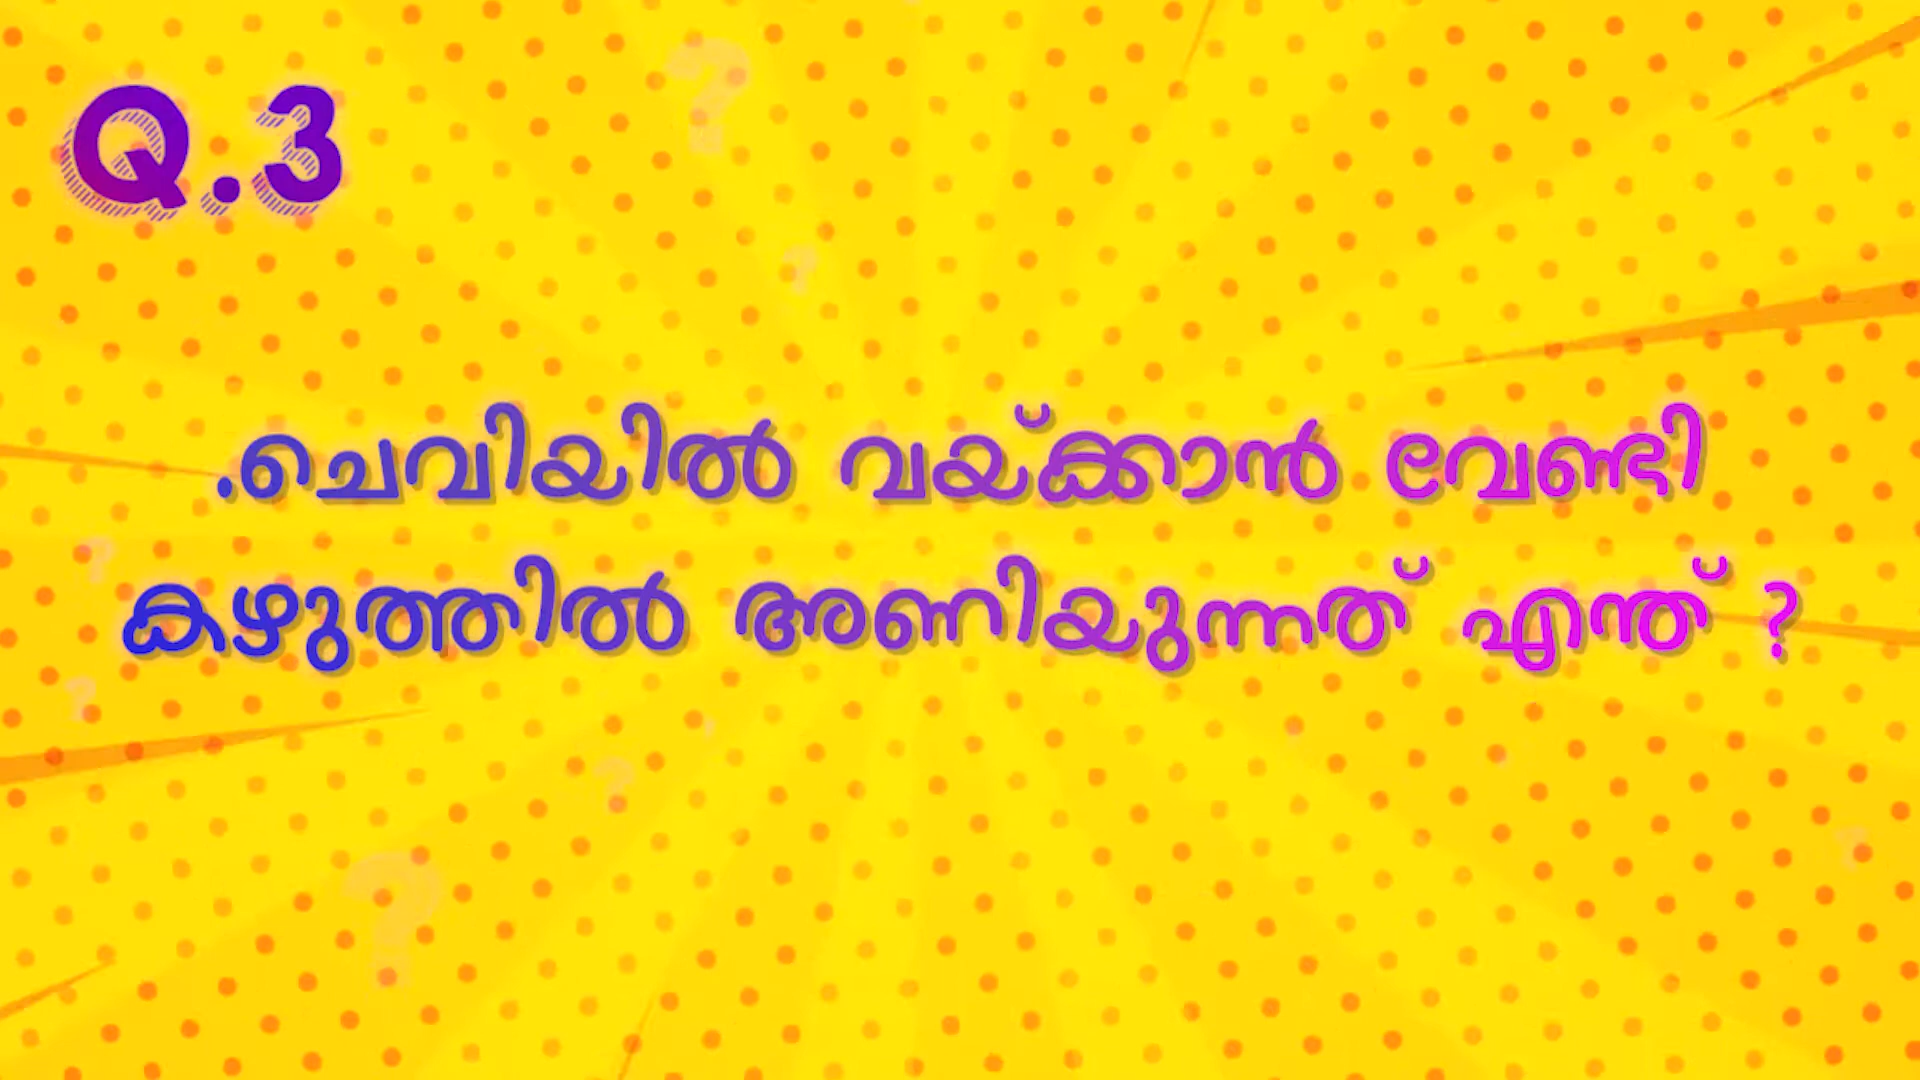 Q.3
.ചെവിയിൽ വയ്ക്കാൻ വേണ്ടി
കഴുത്തിൽ അണിയുന്നത് എന്ത് ?